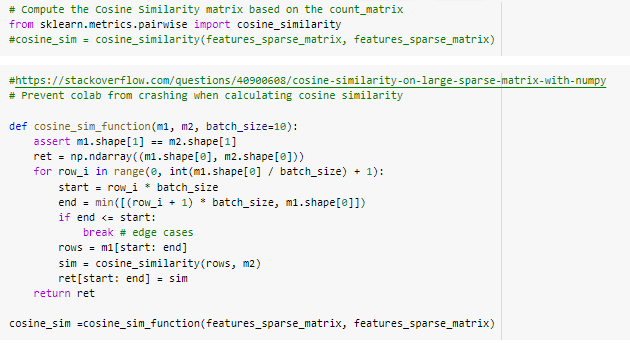 # Compute the Cosine Similarity matrix based on the count_matrix
from sklearn.metrics.pairwise import cosine_similarity
#cosine_sim = cosine_similarity(features_sparse_matrix, features_sparse_matrix)
#https://stackoverflow.com/questions/40900608/cosine-similarity-on-large-sparse-matrix-with-numpy
# Prevent colab from crashing when calculating cosine similarity
def cosine_sim_function(m1, m2, batch_size=10):
    assert m1.shape[1] == m2.shape[1]
    ret = np.ndarray((m1.shape[0], m2.shape[0]))
    for row_i in range(0, int(m1.shape[0] / batch_size) + 1):
        start = row_i * batch_size
        end = min([(row_i + 1) * batch_size, m1.shape[0]])
        if end <= start:
            break # edge cases
        rows = m1[start: end]
        sim = cosine_similarity(rows, m2)
        ret[start: end] = sim
    return ret
cosine_sim =cosine_sim_function(features_sparse_matrix, features_sparse_matrix)